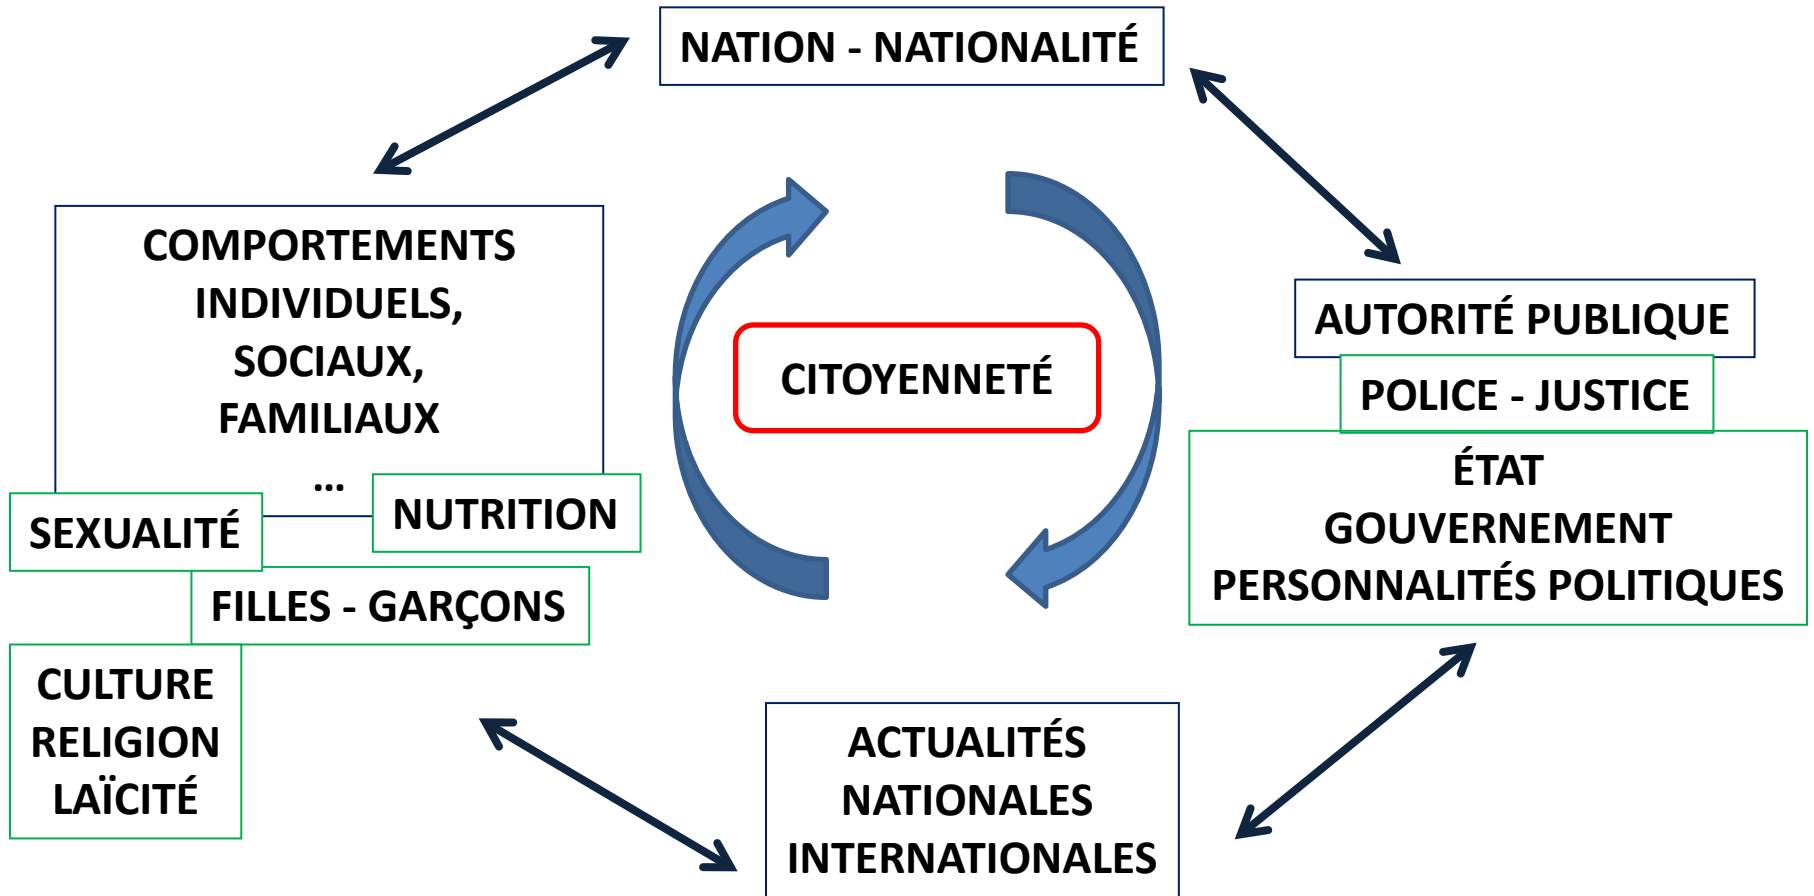 NATION - NATIONALITÉ
COMPORTEMENTS
INDIVIDUELS,
SOCIAUX,
FAMILIAUX
...
SEXUALITÉ
NUTRITION
FILLES - GARÇONS
CULTURE
RELIGION
LAÏCITÉ
CITOYENNETÉ
AUTORITÉ PUBLIQUE
POLICE - JUSTICE
ÉTAT
GOUVERNEMENT
PERSONNALITÉS POLITIQUES
ACTUALITÉS
NATIONALES
INTERNATIONALES